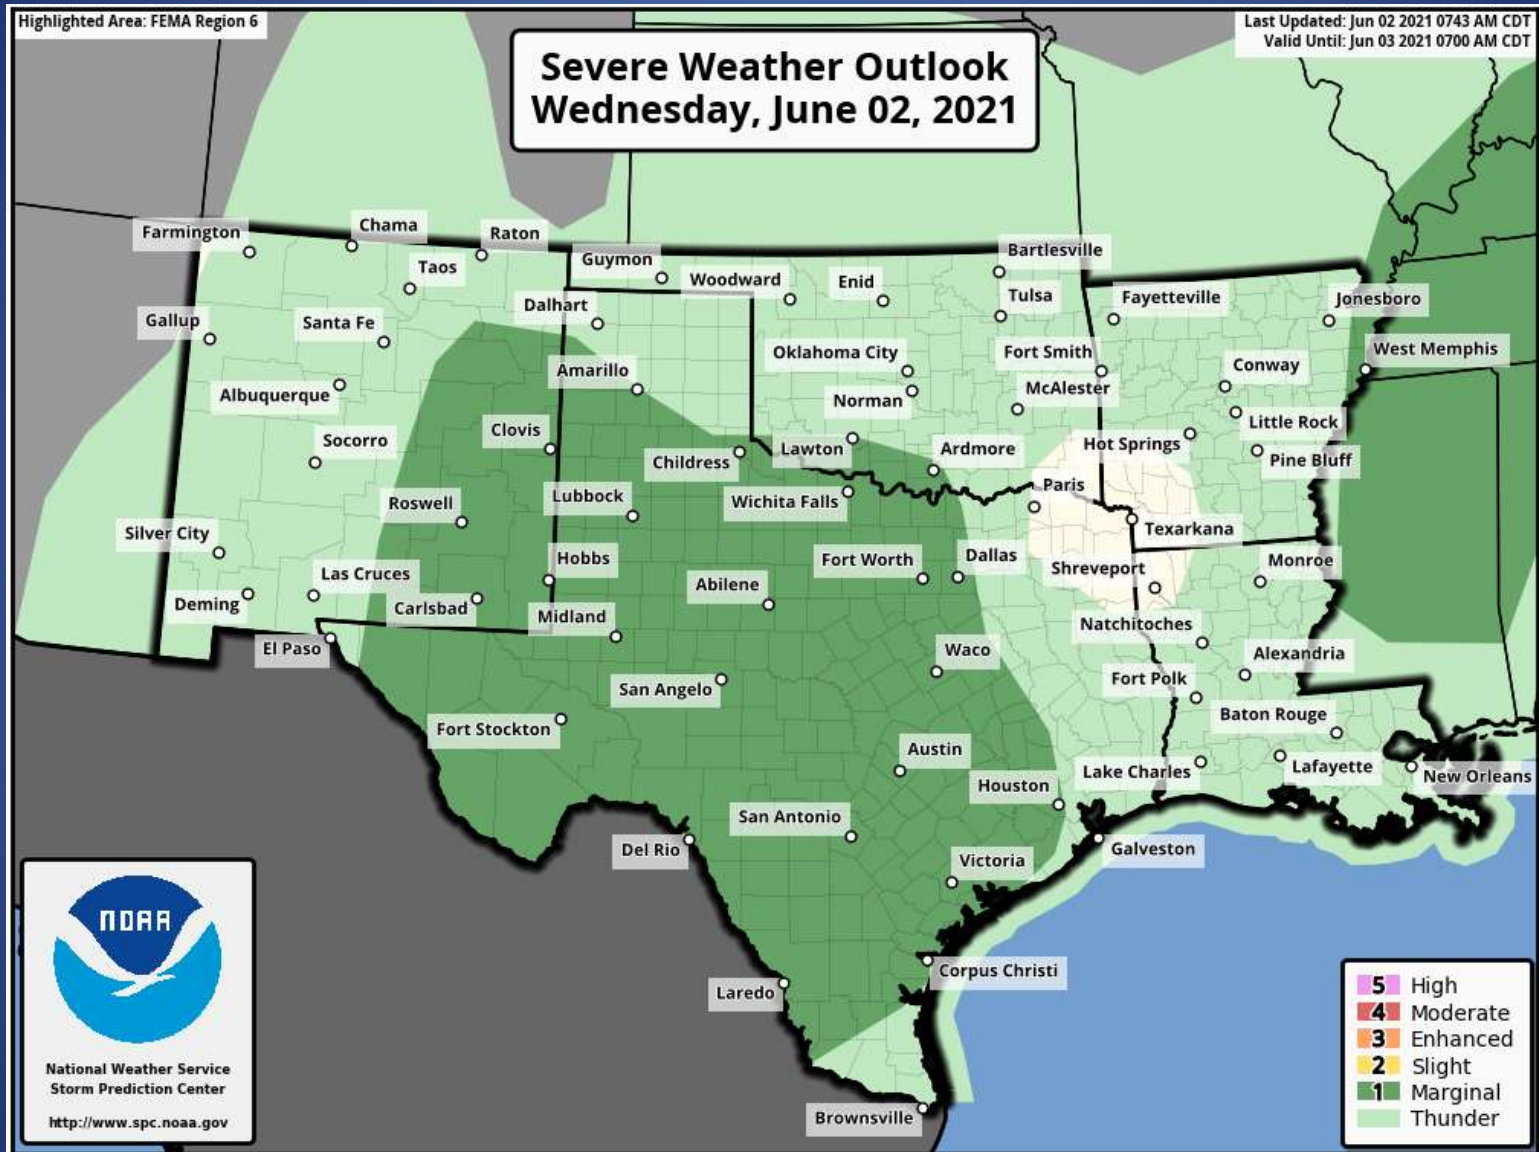 Highlighted Area: FEMA Region 6
Last Updated: Jun 02 2021 0743 AM CDT
Valid Until: Jun 03 2021 0700 AM CDT
Severe Weather Outlook
Wednesday, June 02, 2021
Farmington
Chama
Raton
Taos
Guymon
Woodward
Enid
Bartlesville
Tulsa
Fayetteville
Jonesboro
Gallup
Santa Fe
Dalhart
Oklahoma City
Fort Smith
Conway
West Memphis
Albuquerque
Amarillo
Norman
McAlester
Little Rock
Socorro
Clovis
Childress
Lawton
Ardmore
Hot Springs
Pine Bluff
Roswell
Lubbock
Wichita Falls
Paris
Texarkana
Silver City
Las Cruces
Hobbs
Abilene
Fort Worth
Dallas
Shreveport
Monroe
Deming
Carlsbad
Midland
Natchitoches
El Paso
San Angelo
Waco
Fort Polk
Alexandria
Fort Stockton
Austin
Baton Rouge
Houston
Lake Charles
Lafayette
New Orleans
Del Rio
San Antonio
Victoria
Galveston
Laredo
Corpus Christi
Brownsville
NOAA
National Weather Service
Storm Prediction Center
http://www.spc.noaa.gov
5 High
4 Moderate
3 Enhanced
2 Slight
1 Marginal
Thunder